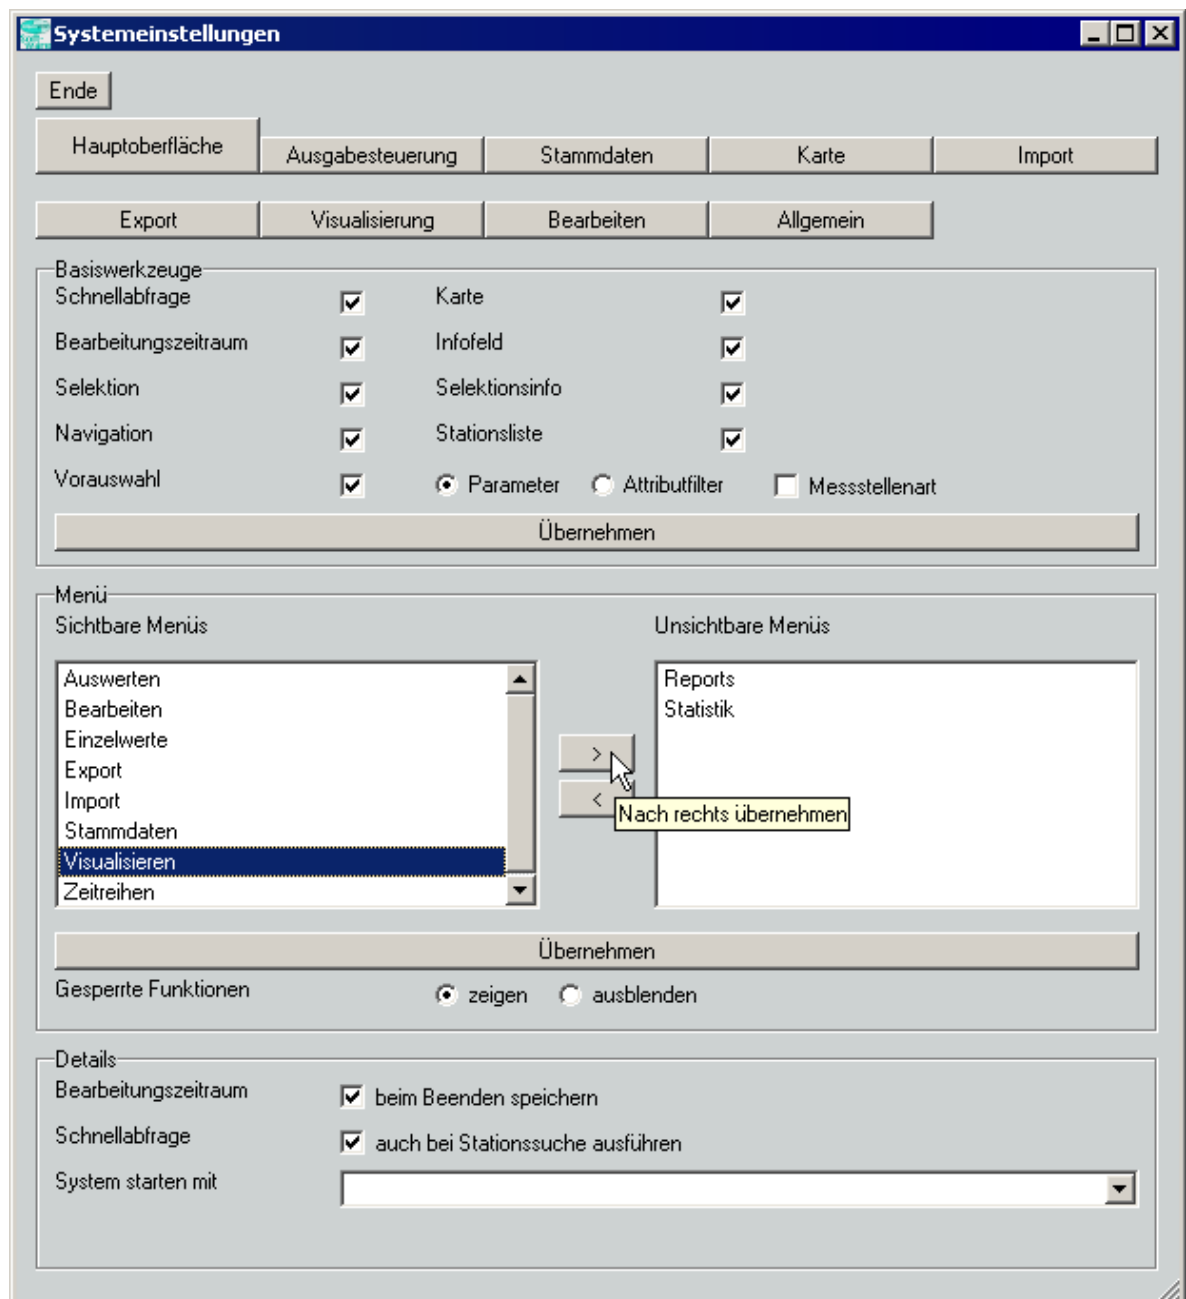 Systemeinstellungen
Ende
Hauptoberfläche Ausgabesteuerung Stammdaten Karte Import
Export Visualisierung Bearbeiten Allgemein
Basiswerkzeuge
Schnellabfrage Karte
Bearbeitungszeitraum Infofeld
Selektion Selektionsinfo
Navigation Stationsliste
Vorauswahl Parameter Attributfilter Messstellenart
Übernehmen
Menü
Sichtbare Menüs Unsichtbare Menüs
Auswerten Reports
Bearbeiten Statistik
Einzelwerte
Export >
Import <
Nach rechts übernehmen
Stammdaten
Visualisieren
Zeitreihen
Übernehmen
Gesperrte Funktionen zeigen ausblenden
Details
Bearbeitungszeitraum beim Beenden speichern
Schnellabfrage auch bei Stationssuche ausführen
System starten mit